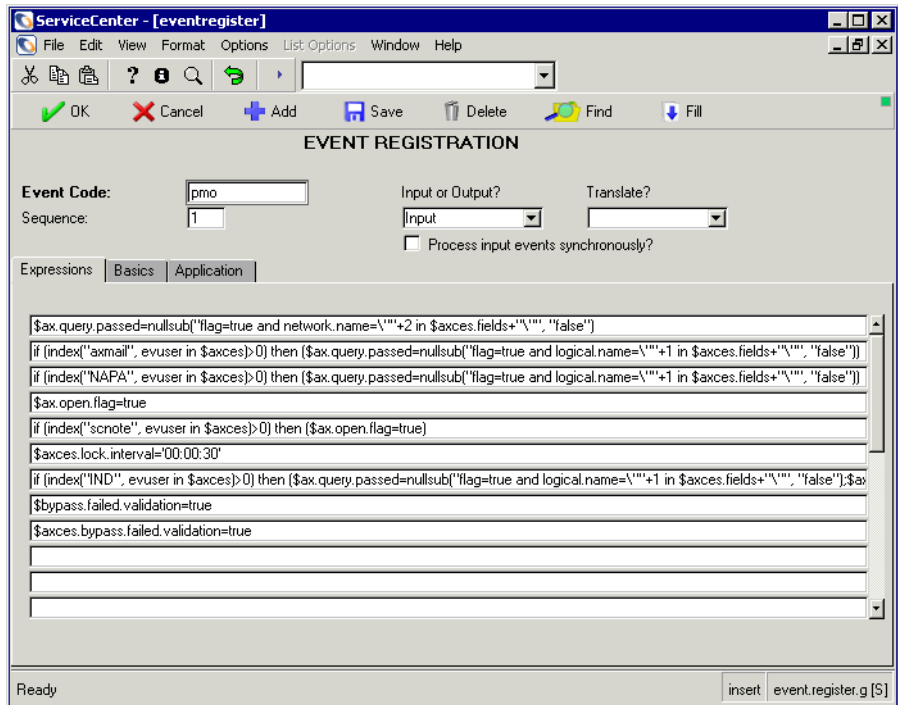 ServiceCenter - [eventregister]
File Edit View Format Options List Options Window Help
OK Cancel Add Save Delete Find Fill
EVENT REGISTRATION
Event Code: pmo Input or Output? Translate?
Sequence: 1 Input
Process input events synchronously?
Expressions Basics Application
$ax.query.passed=nullsub("flag=true and network.name=\""+2 in $axces.fields+"\"", "false")
if (index("axmail", evuser in $axces)>0) then ($ax.query.passed=nullsub("flag=true and logical.name=\""+1 in $axces.fields+"\"", "false"))
if (index("NAPA", evuser in $axces)>0) then ($ax.query.passed=nullsub("flag=true and logical.name=\""+1 in $axces.fields+"\"", "false"))
$ax.open.flag=true
if (index("scnote", evuser in $axces)>0) then ($ax.open.flag=true)
$axces.lock.interval='00:00:30'
if (index("IND", evuser in $axces)>0) then ($ax.query.passed=nullsub("flag=true and logical.name=\""+1 in $axces.fields+"\"", "false");$ax
$bypass.failed.validation=true
$axces.bypass.failed.validation=true
Ready insert event.register.g [S]